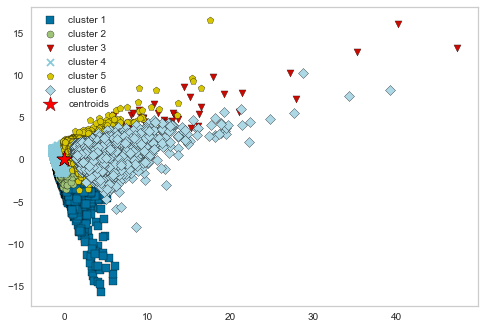 cluster 1
cluster 2
cluster 3
cluster 4
cluster 5
cluster 6
centroids
15
10
5
0
−5
−10
−15
0 10 20 30 40